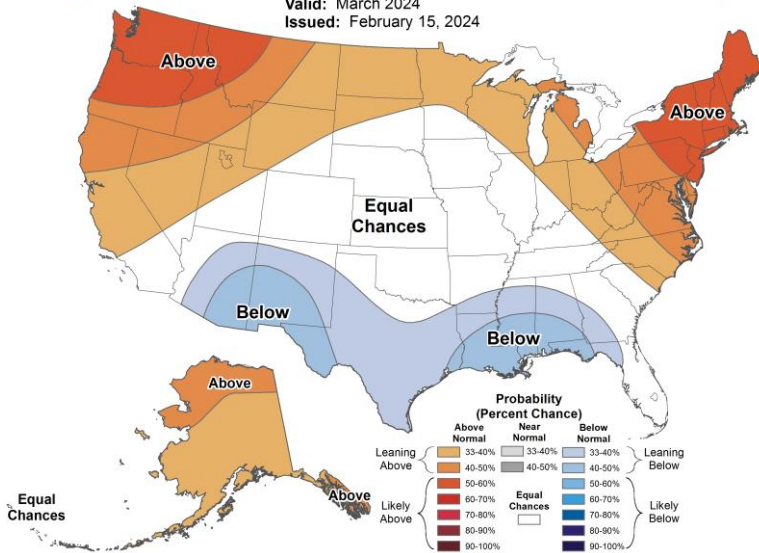 Valid: March 2024
Issued: February 15, 2024
Above
Above
Equal
Chances
Below
Below
Above
Above
Equal
Chances
Probability
(Percent Chance)
Above
Normal
Near
Normal
Below
Normal
Leaning
Above
33-40%
33-40%
33-40%
Leaning
Below
40-50%
40-50%
40-50%
Likely
Above
50-60%
50-60%
60-70%
60-70%
70-80%
Equal
Chances
70-80%
80-90%
80-90%
90-100%
90-100%
Likely
Below